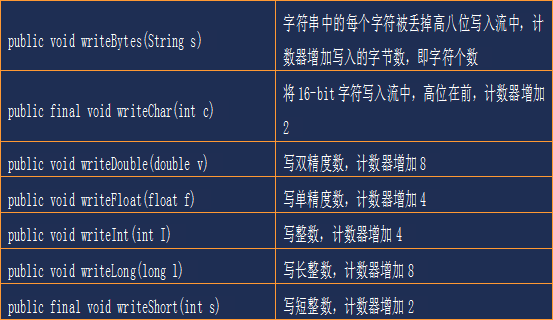 public void writeBytes(String s)
字符串中的每个字符被丢掉高八位写入流中，计
数器增加写入的字节数，即字符个数
public final void writeChar(int c)
将16-bit字符写入流中，高位在前，计数器增加
2
public void writeDouble(double v)
写双精度数，计数器增加8
public void writeFloat(float f)
写单精度数，计数器增加4
public void writeInt(int I)
写整数，计数器增加4
public void writeLong(long l)
写长整数，计数器增加8
public final void writeShort(int s)
写短整数，计数器增加2